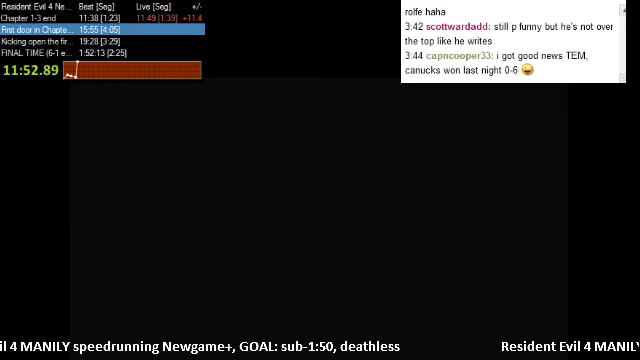 Resident Evil 4 Ne... Best [Seg] Live [Seg] +/-
Chapter 1-3 end 11:38 [1:23] 11:49 [1:39] +11.4
First door in Chapte... 15:55 [4:05]
Kicking open the fir... 19:28 [3:29]
FINAL TIME (6-1 e... 1:52:13 [2:25]
11:52.89
rolfe haha
3:42 scottwardadd: still p funny but he's not over
the top like he writes
3:44 capncooper33: i got good news TEM,
canucks won last night 0-6
il 4 MANILY speedrunning Newgame+, GOAL: sub-1:50, deathless Resident Evil 4 MANILY